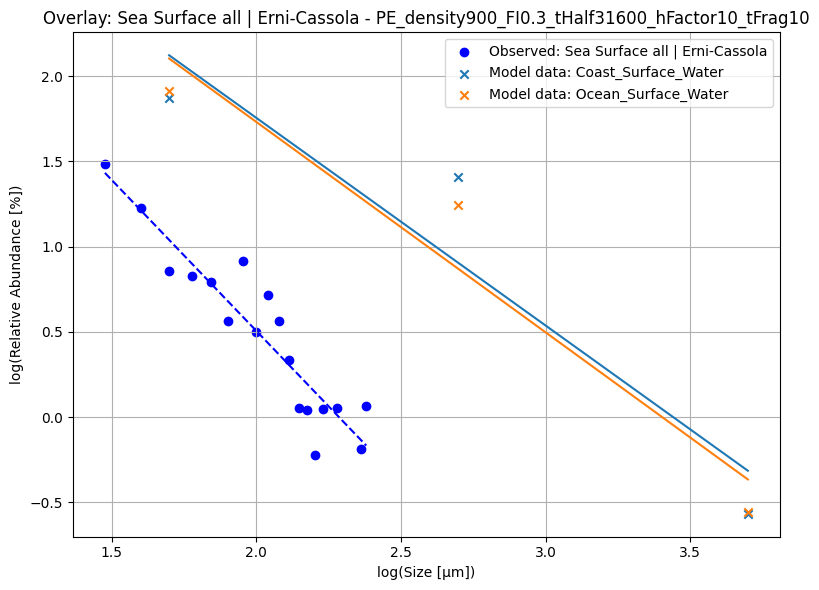 Overlay: Sea Surface all | Erni-Cassola - PE_density900_FI0.3_tHalf31600_hFactor10_tFrag10
Observed: Sea Surface all | Erni-Cassola
Model data: Coast_Surface_Water
Model data: Ocean_Surface_Water
log(Relative Abundance [%])
2.0
1.5
1.0
0.5
0.0
−0.5
1.5
2.0
2.5
3.0
3.5
log(Size [µm])